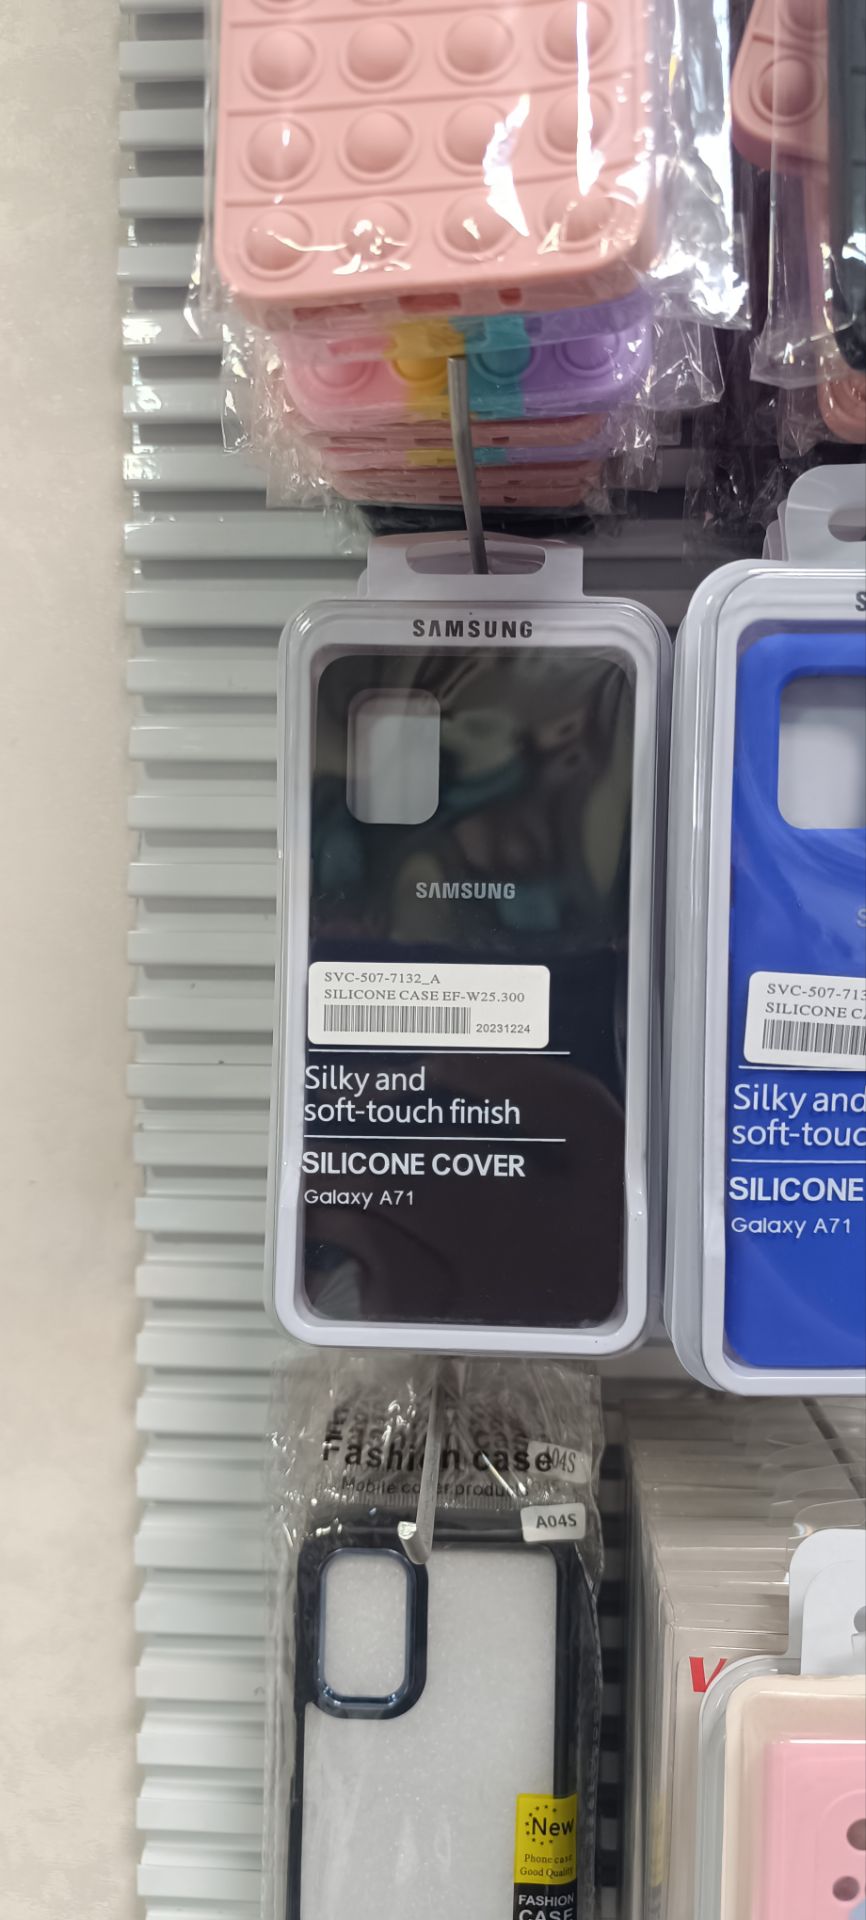 SAMSUNG
SAMSUNG
SVC-507-7132_A
SILICONE CASE EF-W25.300
20231224
Silky and
soft-touch finish
SILICONE COVER
Galaxy A71
SVC-507-713
SILICONE
Silky and
SILICONE
Galaxy A71
Fashion case
Mobile cover
A04S
A04S
New
Phone case
Good Quality
FASHION
CASE